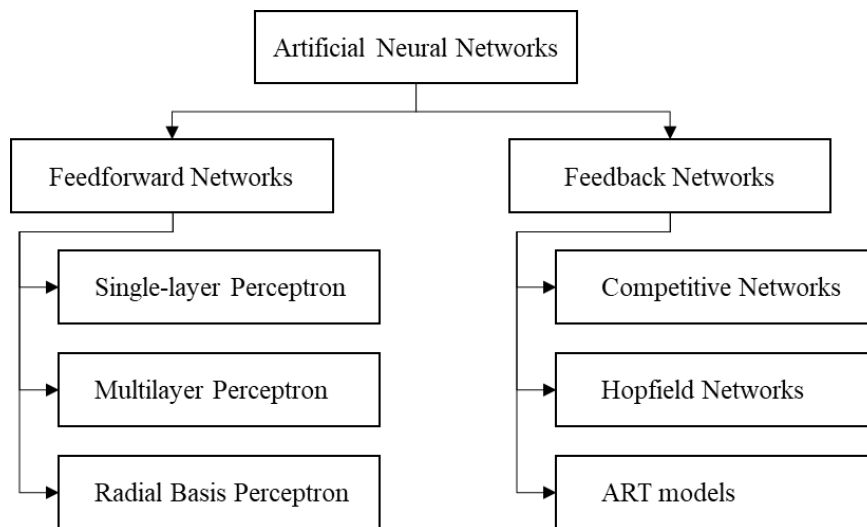 Artificial Neural Networks
Feedforward Networks
Feedback Networks
Single-layer Perceptron
Competitive Networks
Multilayer Perceptron
Hopfield Networks
Radial Basis Perceptron
ART models